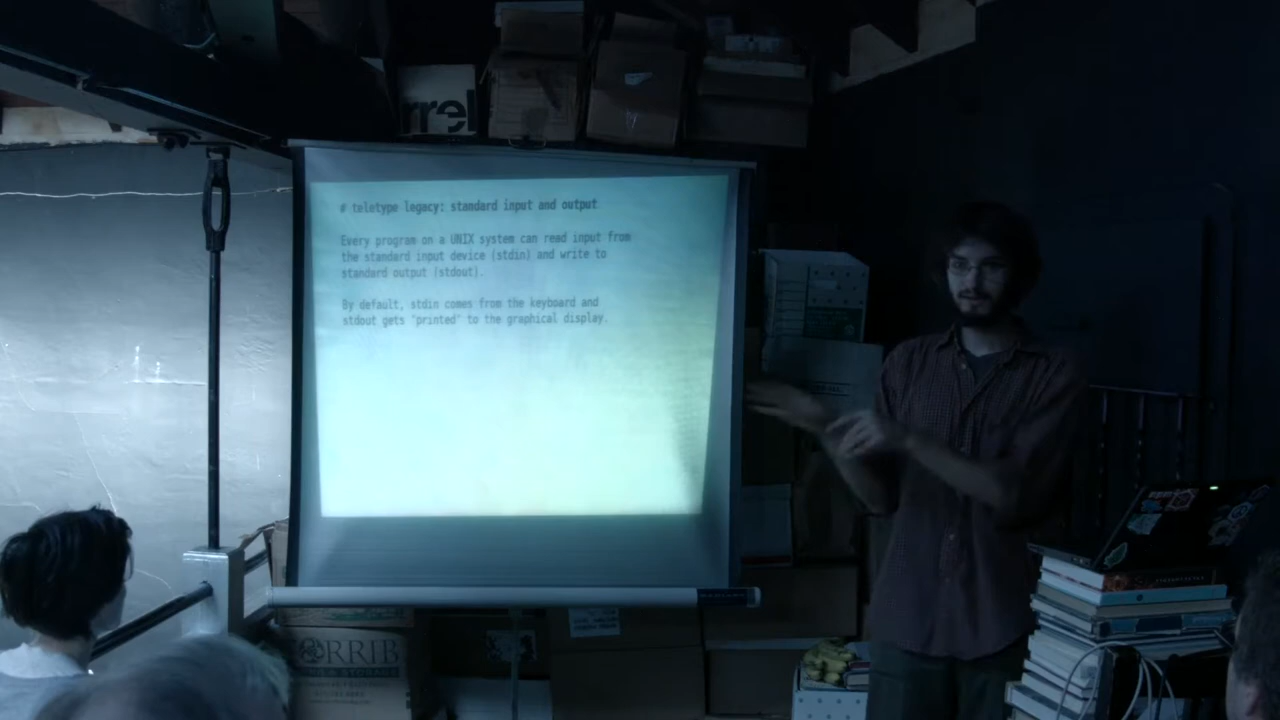 rrel
# teletype legacy: standard input and output
Every program on a UNIX system can read input from
the standard input device (stdin) and write to
standard output (stdout).
By default, stdin comes from the keyboard and
stdout gets "printed" to the graphical display.
ORRIB